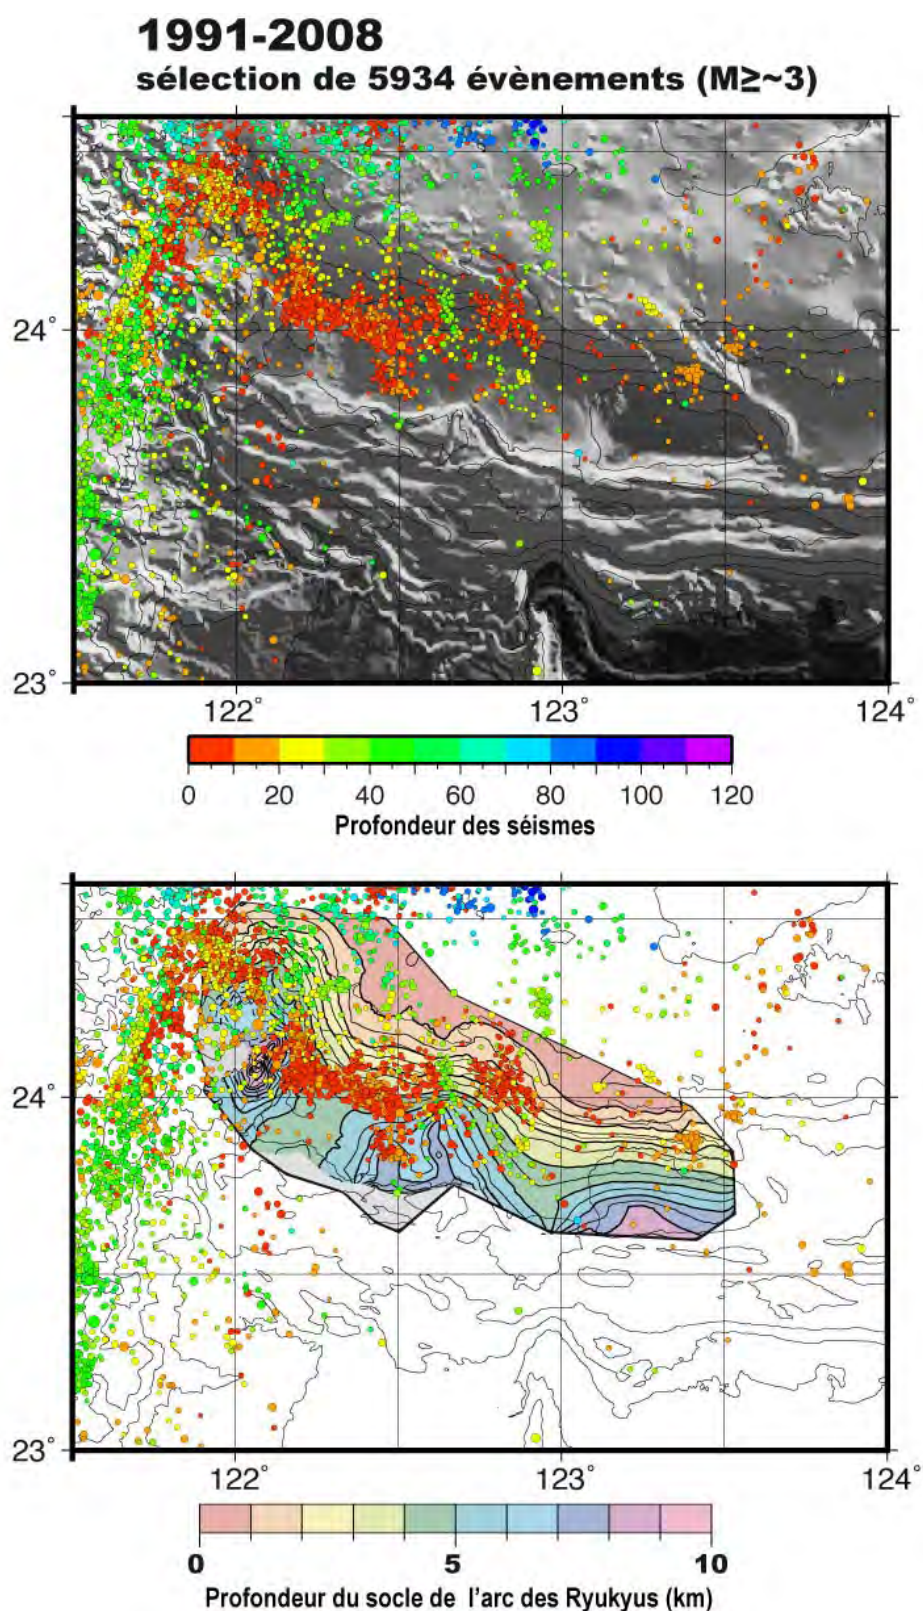 1991-2008
sélection de 5934 évènements (M≥~3)
24°
23°
122° 123° 124°
0 20 40 60 80 100 120
Profondeur des séismes
24°
23°
122° 123° 124°
0 5 10
Profondeur du socle de l'arc des Ryukyus (km)